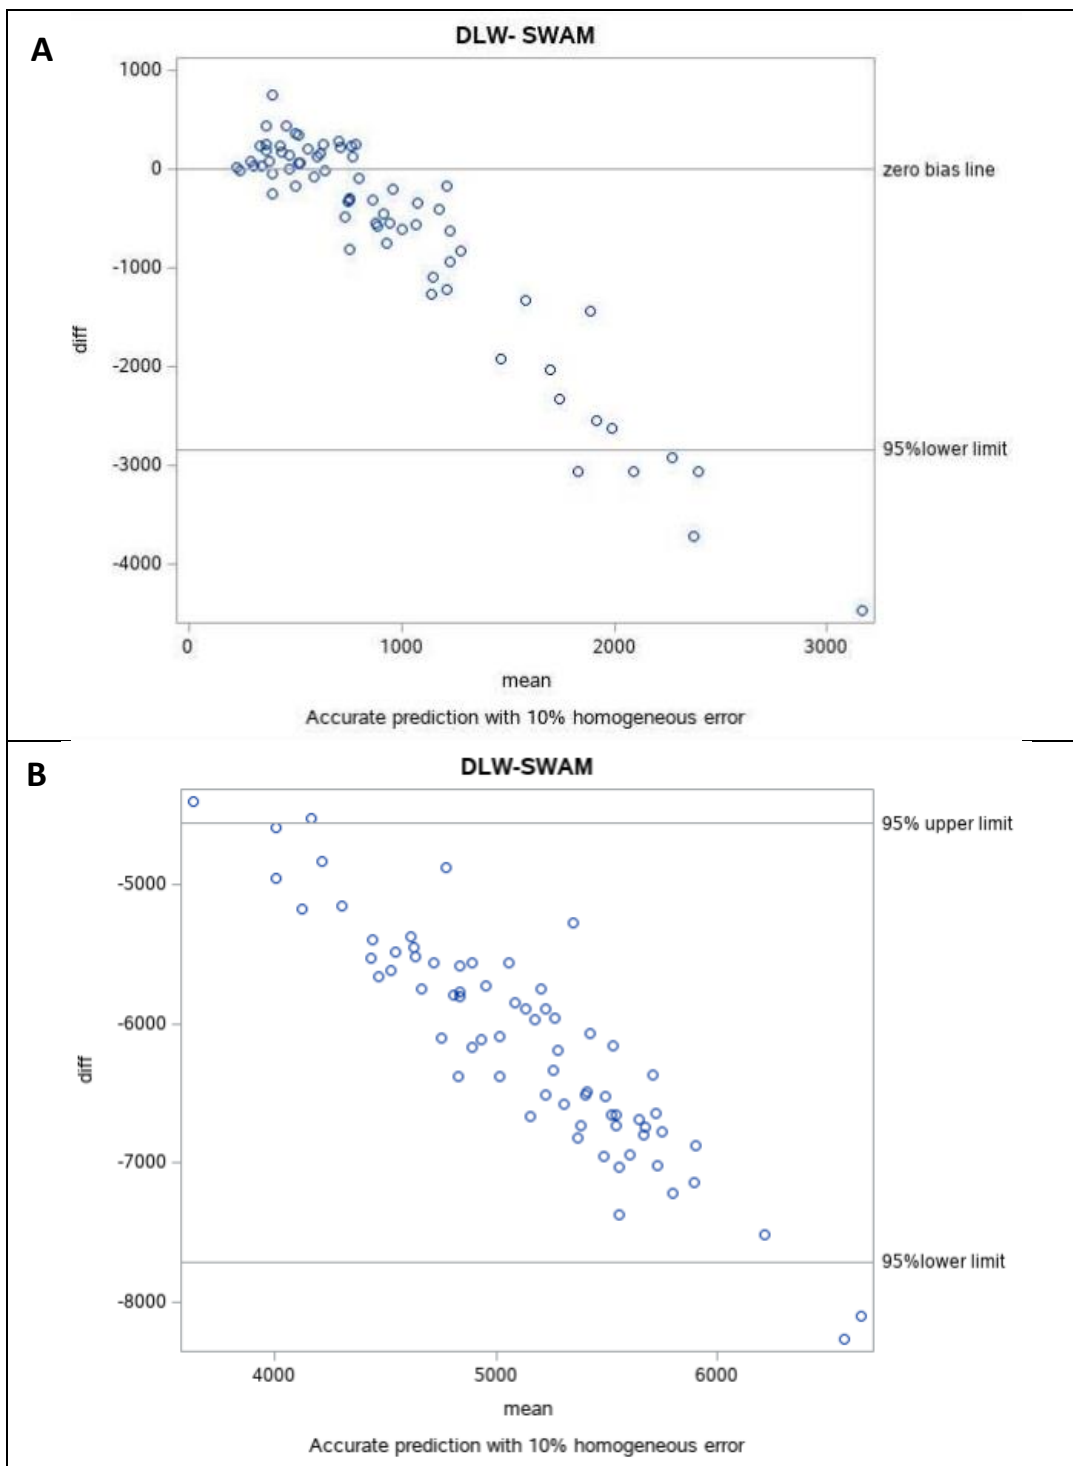 A
DLW- SWAM
1000
0
-1000
-2000
-3000
-4000
diff
zero bias line
95%lower limit
0 1000 2000 3000
mean
Accurate prediction with 10% homogeneous error
B
DLW-SWAM
-5000
-6000
-7000
-8000
diff
95% upper limit
95%lower limit
4000 5000 6000
mean
Accurate prediction with 10% homogeneous error